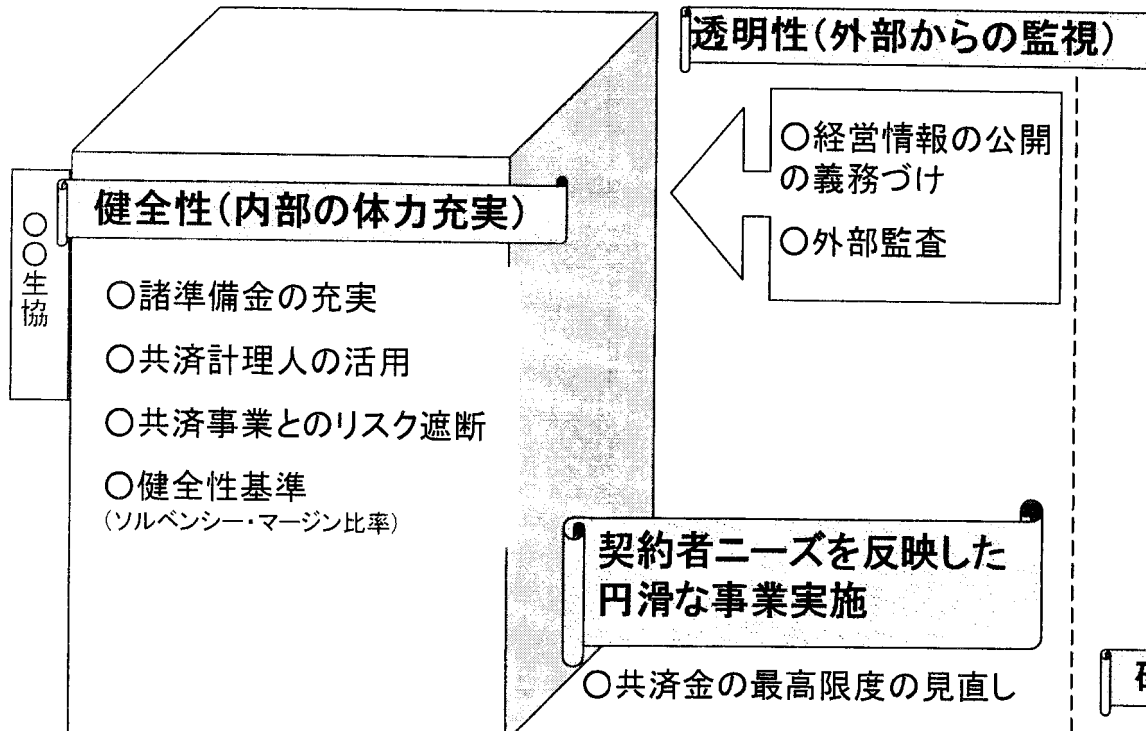 透明性（外部からの監視）
○経営情報の公開
の義務づけ
○外部監査
○○生協
健全性（内部の体力充実）
○諸準備金の充実
○共済計理人の活用
○共済事業とのリスク遮断
○健全性基準
（ソルベンシー・マージン比率）
契約者ニーズを反映した
円滑な事業実施
○共済金の最高限度の見直し